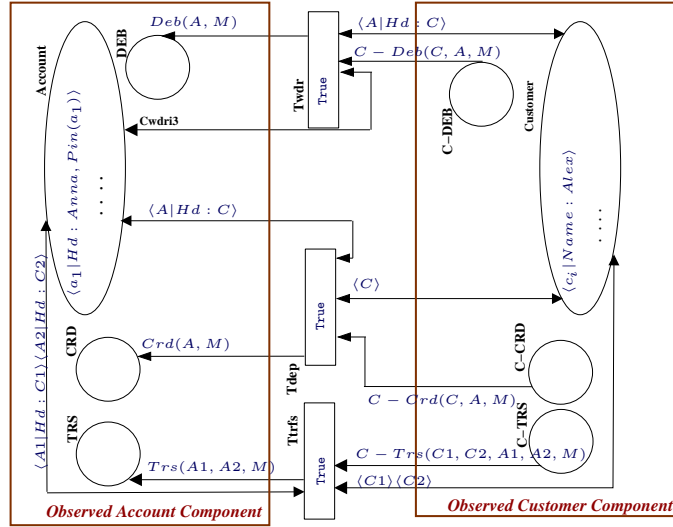 Deb(A, M)
⟨A|Hd : C⟩
C − Deb(C, A, M)
DEB
Account
Twdr
True
Cwdri3
C−DEB
Customer
⟨a₁|Hd : Anna, Pin(a₁)⟩
. . . .
⟨cᵢ|Name : Alex⟩
. . . .
⟨A|Hd : C⟩
True
⟨C⟩
⟨A1|Hd : C1⟩⟨A2|Hd : C2⟩
CRD
Crd(A, M)
Tdep
C−CRD
C − Crd(C, A, M)
TRS
Ttrfs
C−TRS
True
C − Trs(C1, C2, A1, A2, M)
Trs(A1, A2, M)
⟨C1⟩⟨C2⟩
Observed Account Component
Observed Customer Component